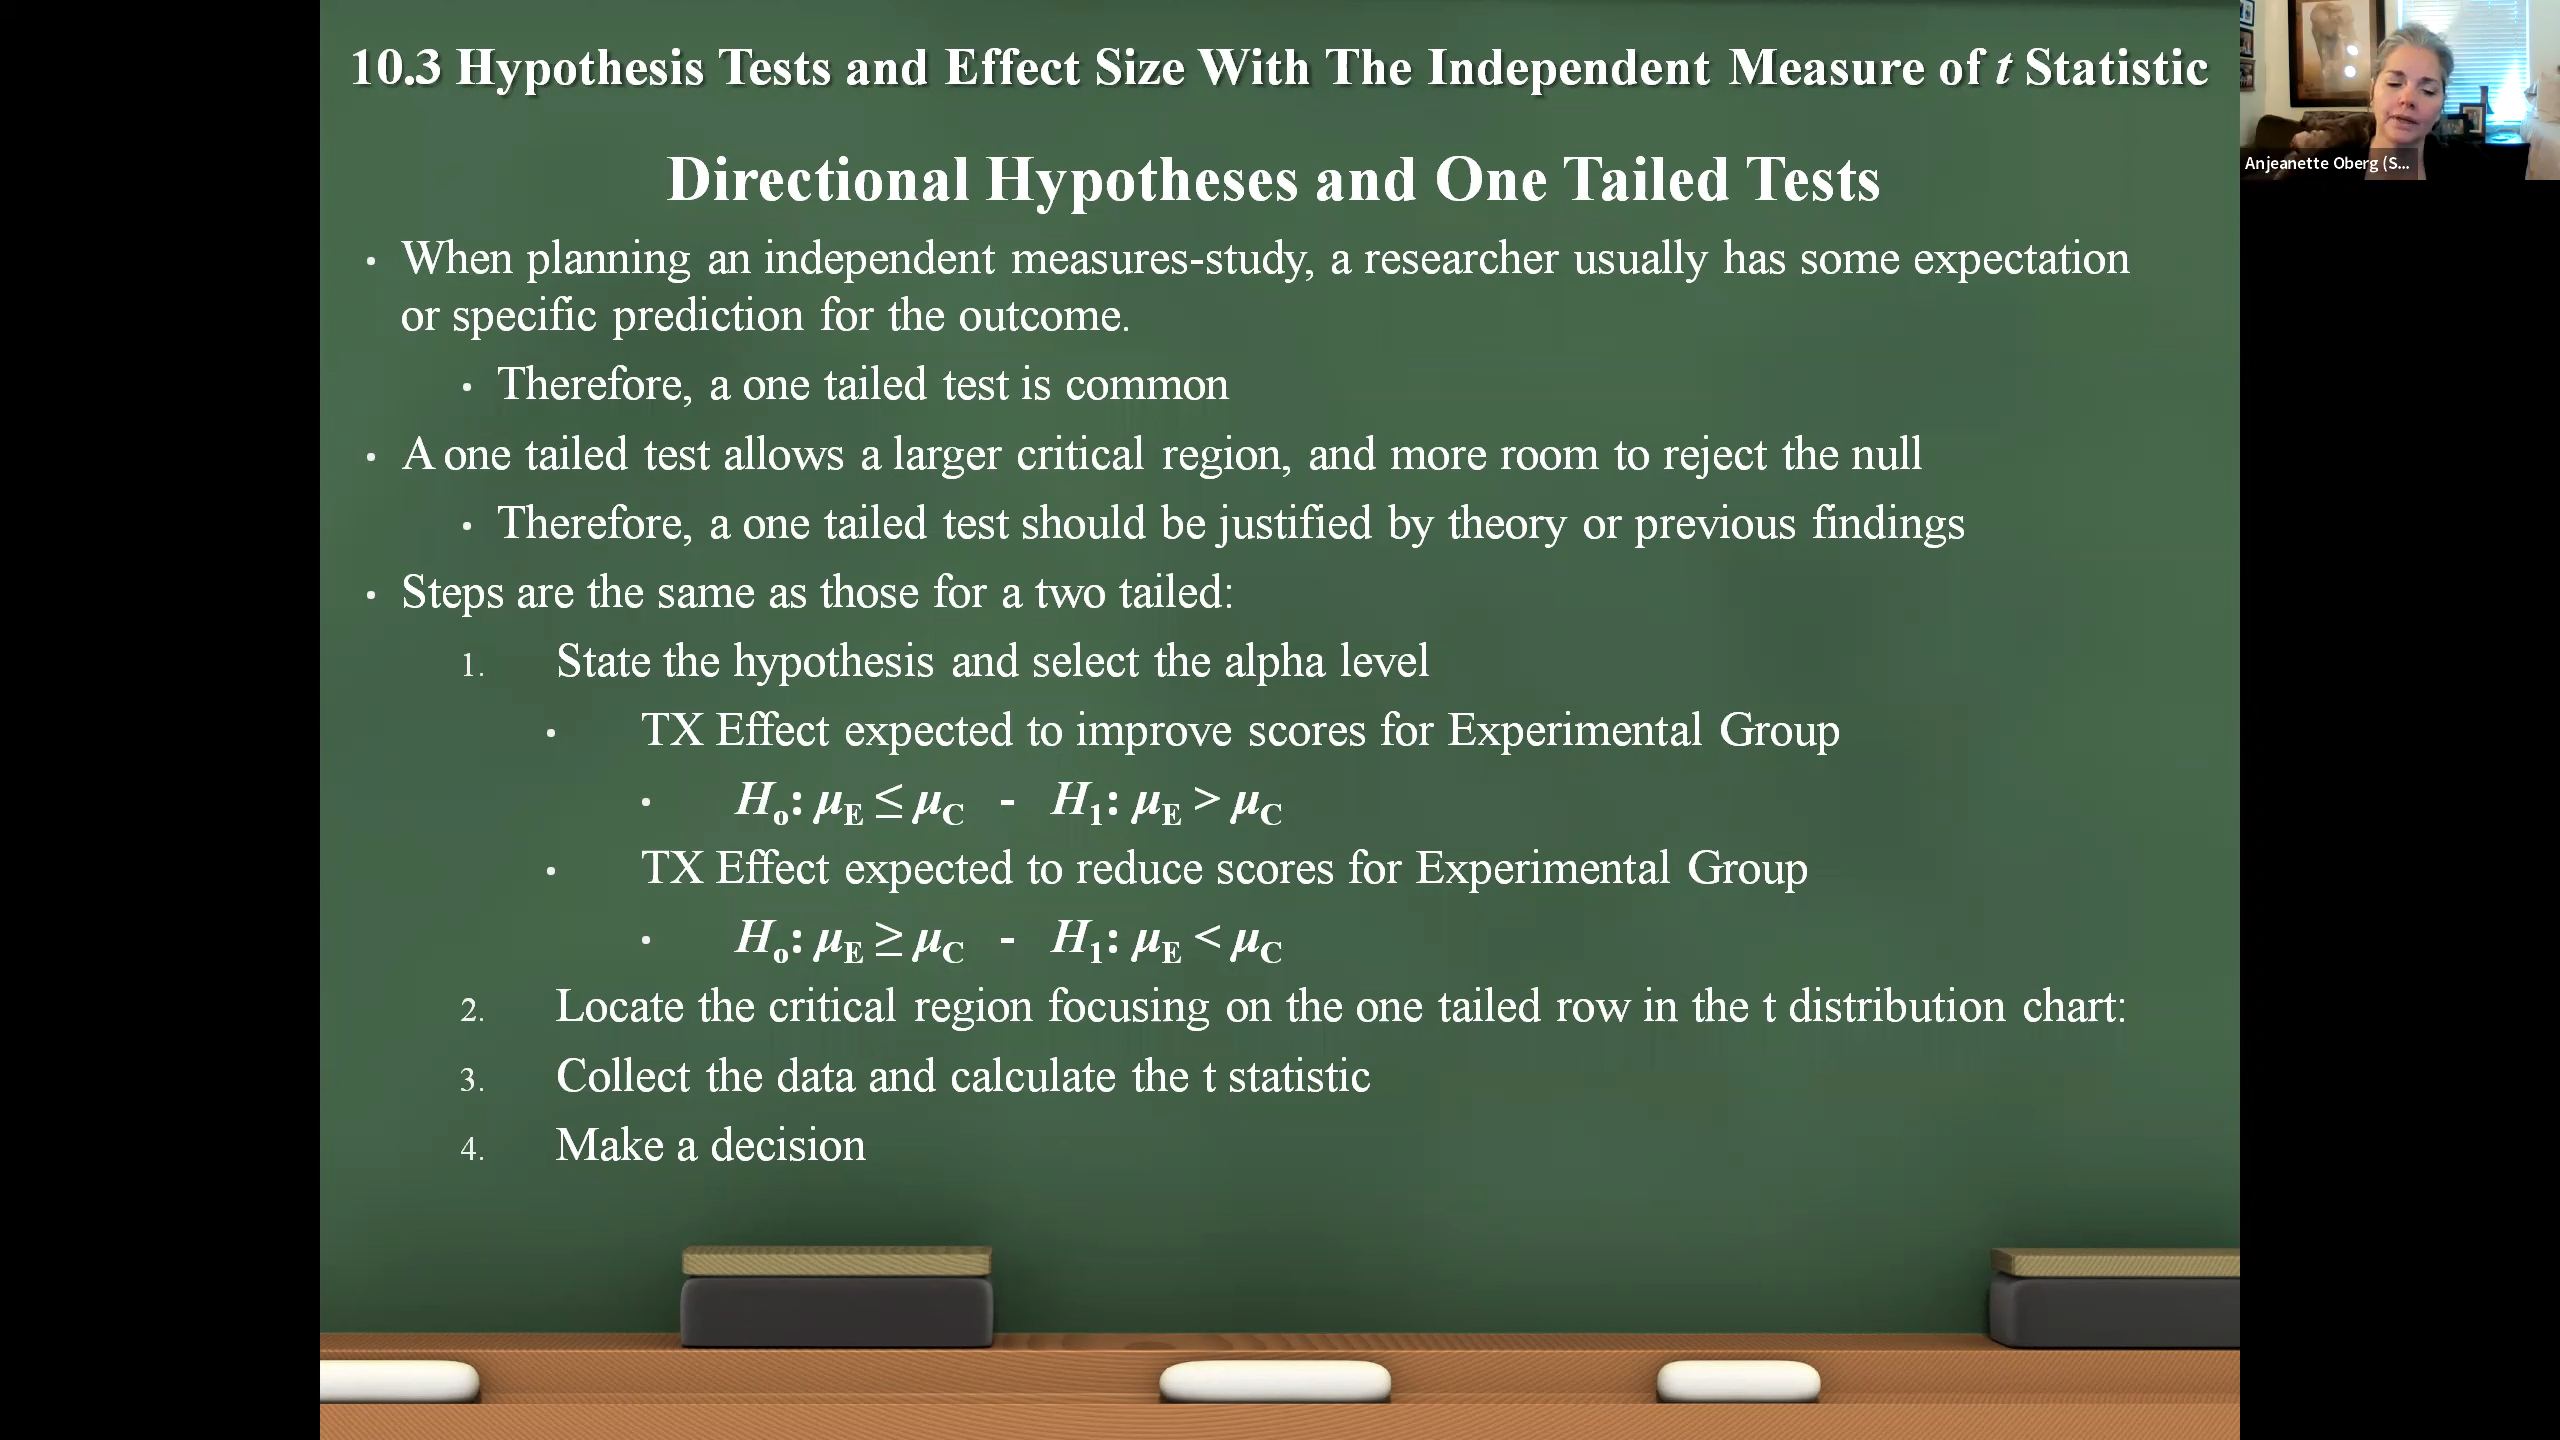 10.3 Hypothesis Tests and Effect Size With The Independent Measure of t Statistic
Anjeanette Oberg (S...
Directional Hypotheses and One Tailed Tests
• When planning an independent measures-study, a researcher usually has some expectation
or specific prediction for the outcome.
• Therefore, a one tailed test is common
• A one tailed test allows a larger critical region, and more room to reject the null
• Therefore, a one tailed test should be justified by theory or previous findings
• Steps are the same as those for a two tailed:
1. State the hypothesis and select the alpha level
• TX Effect expected to improve scores for Experimental Group
• Ho: μE ≤ μC - H1: μE > μC
• TX Effect expected to reduce scores for Experimental Group
• Ho: μE ≥ μC - H1: μE < μC
2. Locate the critical region focusing on the one tailed row in the t distribution chart:
3. Collect the data and calculate the t statistic
4. Make a decision